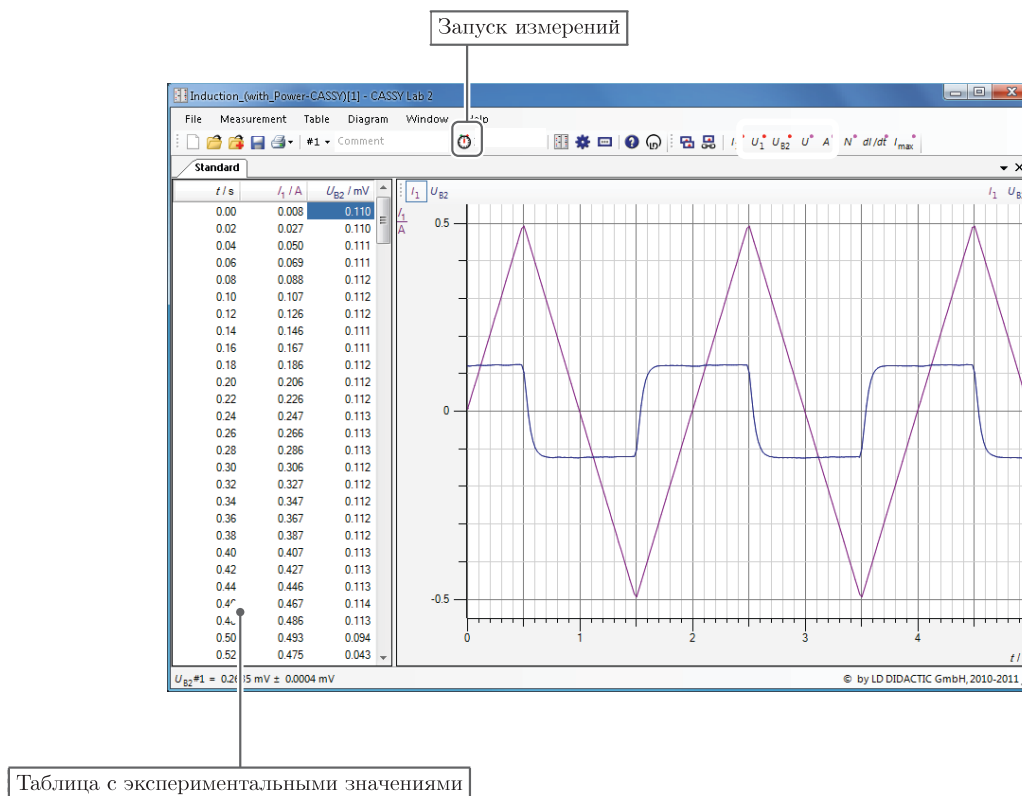 Запуск измерений
Induction_(with_Power-CASSY)[1] - CASSY Lab 2
File Measurement Table Diagram Window
#1 Comment
U1 UB2 U A N dI/dt Imax
Standard
t / s I1 / A UB2 / mV
0.00 0.008 0.110
0.02 0.027 0.110
0.04 0.050 0.111
0.06 0.069 0.111
0.08 0.088 0.112
0.10 0.107 0.112
0.12 0.126 0.112
0.14 0.146 0.111
0.16 0.167 0.111
0.18 0.186 0.112
0.20 0.206 0.112
0.22 0.226 0.112
0.24 0.247 0.113
0.26 0.266 0.113
0.28 0.286 0.113
0.30 0.306 0.112
0.32 0.327 0.112
0.34 0.347 0.112
0.36 0.367 0.112
0.38 0.387 0.112
0.40 0.407 0.113
0.42 0.427 0.113
0.44 0.446 0.113
0.467 0.114
0.486 0.113
0.50 0.493 0.094
0.52 0.475 0.043
I1 UB2
I1
I1 / A
0.5
0
-0.5
0 1 2 3 4
t /
UB2 #1 = mV ± 0.0004 mV
© by LD DIDACTIC GmbH, 2010-2011
Таблица с экспериментальными значениями